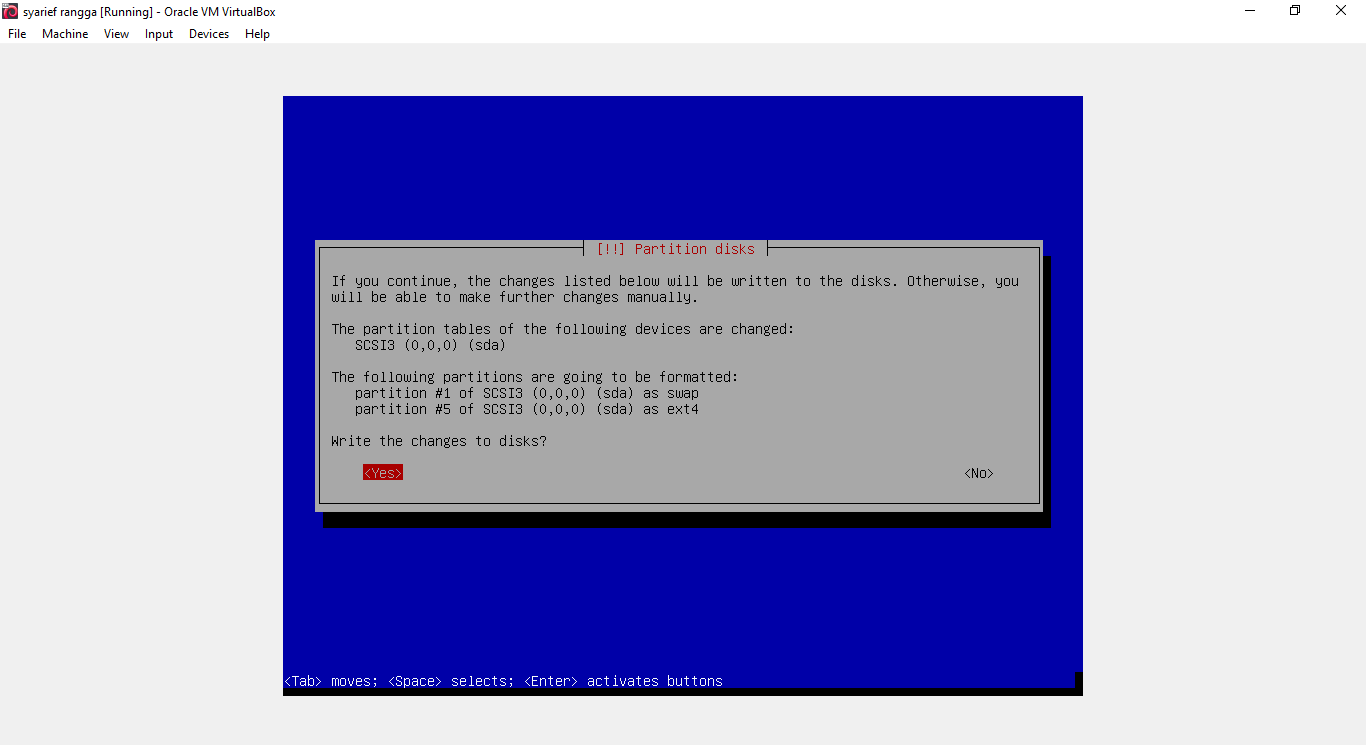 syarief rangga [Running] - Oracle VM VirtualBox
File Machine View Input Devices Help
[!!] Partition disks
If you continue, the changes listed below will be written to the disks. Otherwise, you
will be able to make further changes manually.
The partition tables of the following devices are changed:
SCSI3 (0,0,0) (sda)
The following partitions are going to be formatted:
partition #1 of SCSI3 (0,0,0) (sda) as swap
partition #5 of SCSI3 (0,0,0) (sda) as ext4
Write the changes to disks?
<Yes> <No>
<Tab> moves; <Space> selects; <Enter> activates buttons